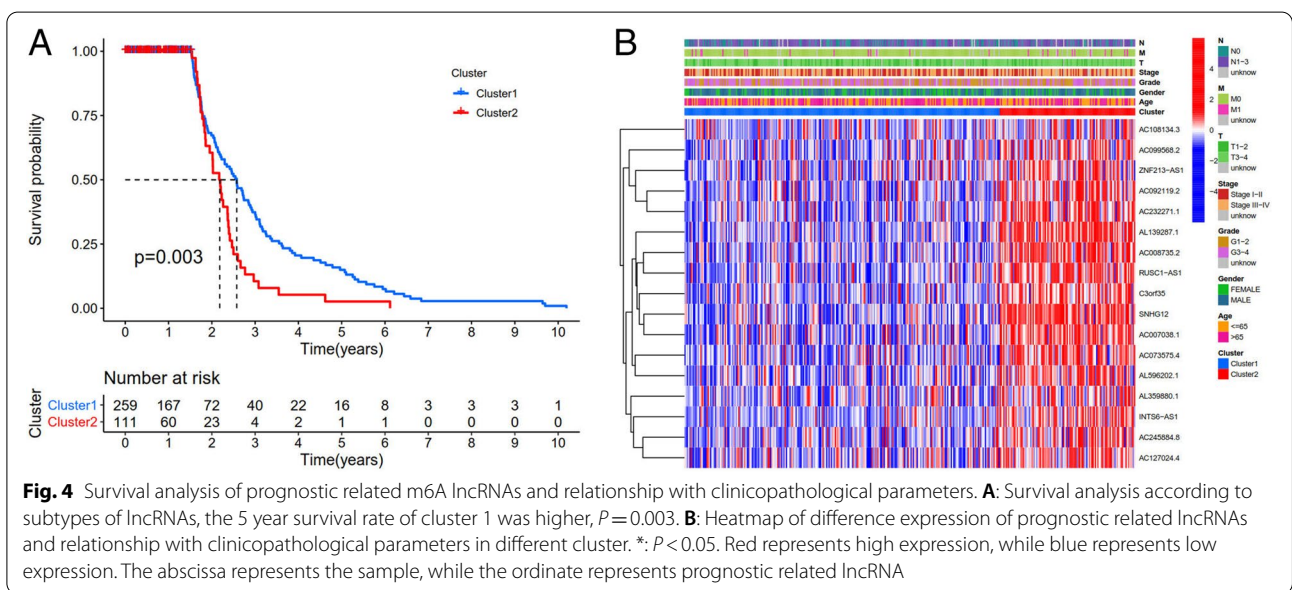 A
1.00
0.75
0.50
0.25
0.00
Survival probability
Cluster
Cluster1
Cluster2
p=0.003
0 1 2 3 4 5 6 7 8 9 10
Time(years)
Number at risk
Cluster
Cluster1 259 167 72 40 22 16 8 3 3 3 1
Cluster2 111 60 23 4 2 1 1 0 0 0 0
0 1 2 3 4 5 6 7 8 9 10
Time(years)
B
N
M
T
Stage
Grade
Gender
Age
Cluster
AC108134.3
AC099568.2
ZNF213−AS1
AC092119.2
AC232271.1
AL139287.1
AC008735.2
RUSC1−AS1
C3orf35
SNHG12
AC007038.1
AC073575.4
AL596202.1
AL359880.1
INTS6−AS1
AC245884.8
AC127024.4
4
2
0
−2
−4
N
N0
N1−3
unknow
M
M0
M1
unknow
T
T1−2
T3−4
unknow
Stage
Stage I−II
Stage III−IV
unknow
Grade
G1−2
G3−4
unknow
Gender
FEMALE
MALE
Age
<=65
>65
Cluster
Cluster1
Cluster2
Fig. 4 Survival analysis of prognostic related m6A lncRNAs and relationship with clinicopathological parameters. A: Survival analysis according to
subtypes of lncRNAs, the 5 year survival rate of cluster 1 was higher, P = 0.003. B: Heatmap of difference expression of prognostic related lncRNAs
and relationship with clinicopathological parameters in different cluster. *: P < 0.05. Red represents high expression, while blue represents low
expression. The abscissa represents the sample, while the ordinate represents prognostic related lncRNA